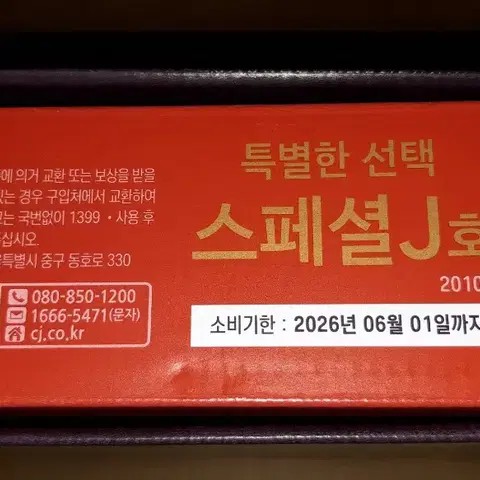 에 의거 교환 또는 보상을 받을
있는 경우 구입처에서 교환하여
는 국번없이 1399 • 사용 후
십시오.
특별시 중구 동호로 330
080-850-1200
1666-5471(문자)
cj.co.kr
특별한 선택
스페셜J호
2010
소비기한 : 2026년 06월 01일까지